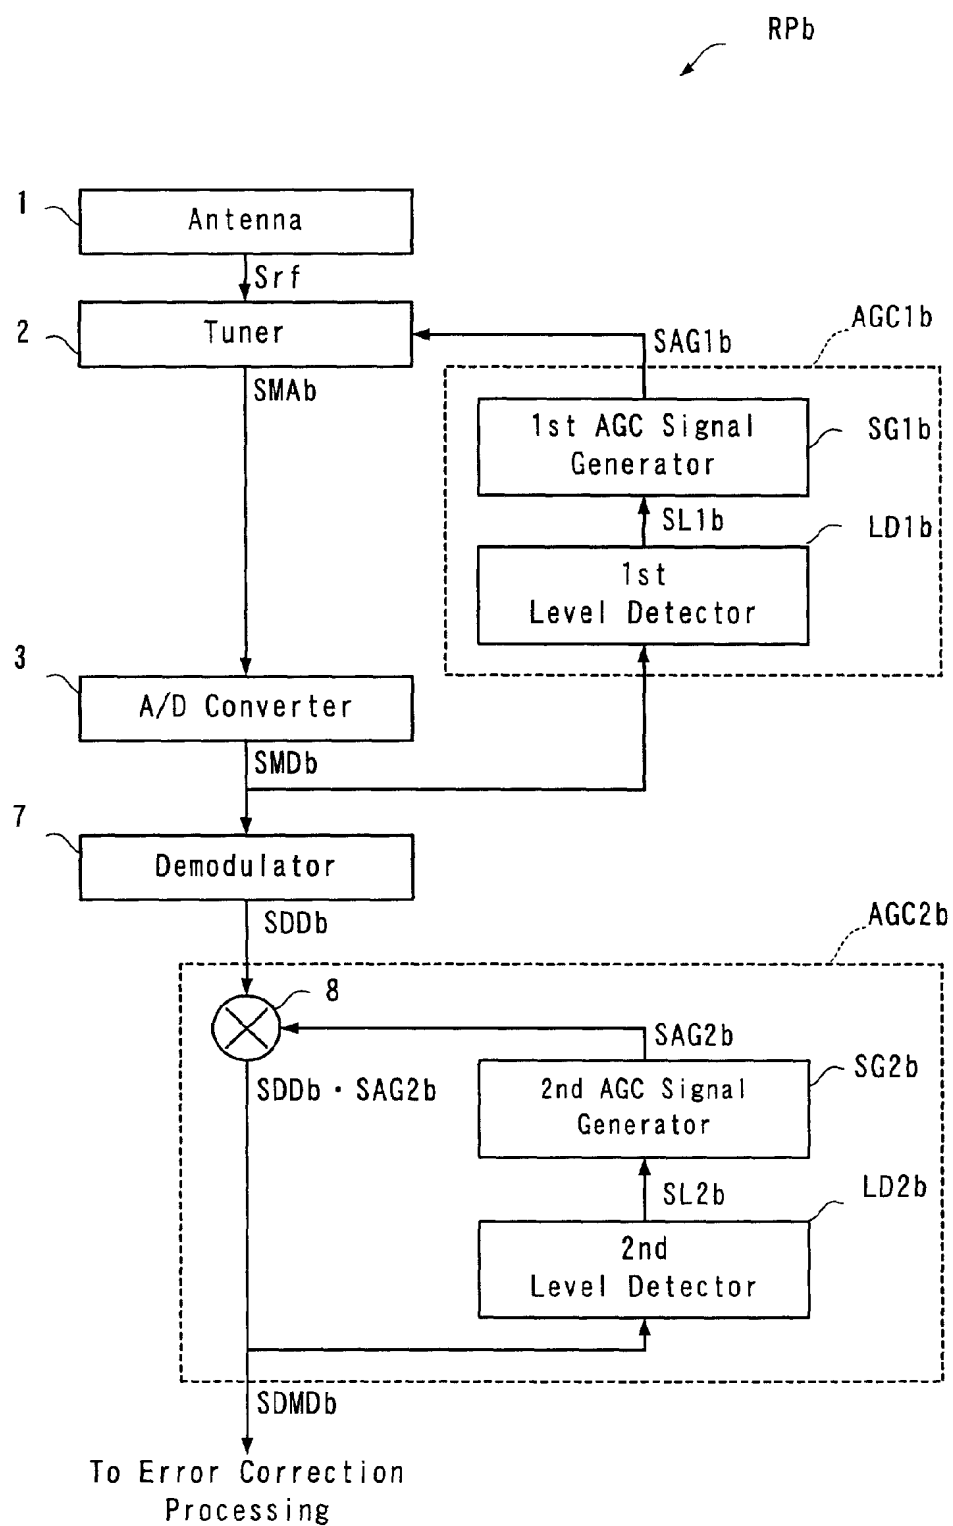 RPb
1
Antenna
Srf
2
Tuner
SMAb
SAG1b
AGC1b
1st AGC Signal
Generator
SG1b
SL1b
LD1b
1st
Level Detector
3
A/D Converter
SMDb
7
Demodulator
SDDb
AGC2b
8
SAG2b
SDDb・SAG2b
2nd AGC Signal
Generator
SG2b
SL2b
LD2b
2nd
Level Detector
SDMDb
To Error Correction
Processing